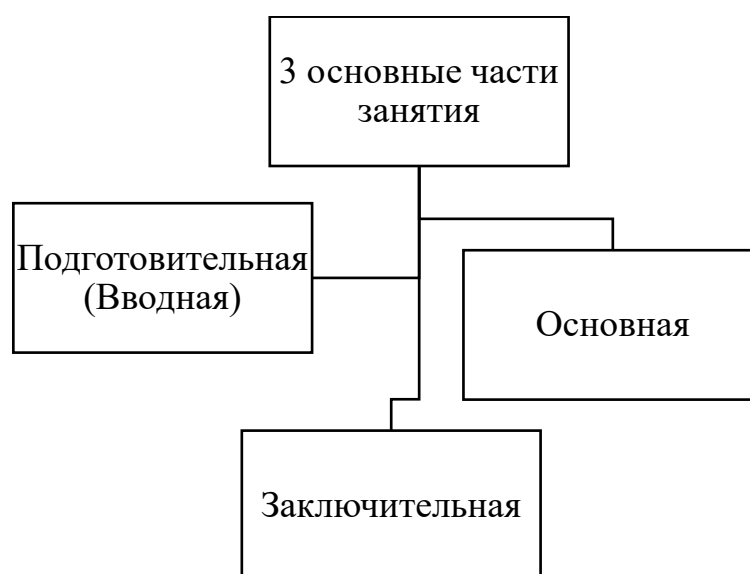 3 основные части
занятия
Подготовительная
(Вводная)
Основная
Заключительная